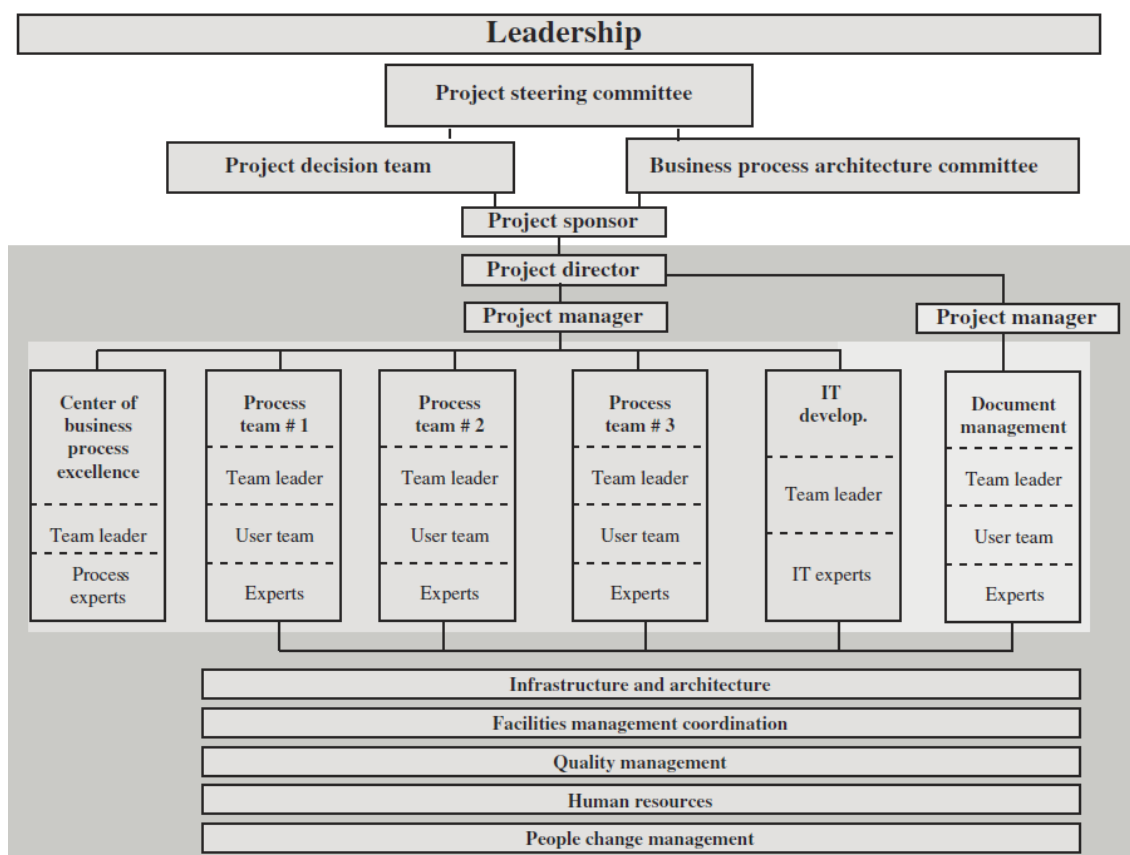 Leadership
Project steering committee
Project decision team
Business process architecture committee
Project sponsor
Project director
Project manager
Project manager
Center of
business
process
excellence
Team leader
Process
experts
Process
team # 1
Team leader
User team
Experts
Process
team # 2
Team leader
User team
Experts
Process
team # 3
Team leader
User team
Experts
IT
develop.
Team leader
IT experts
Document
management
Team leader
User team
Experts
Infrastructure and architecture
Facilities management coordination
Quality management
Human resources
People change management